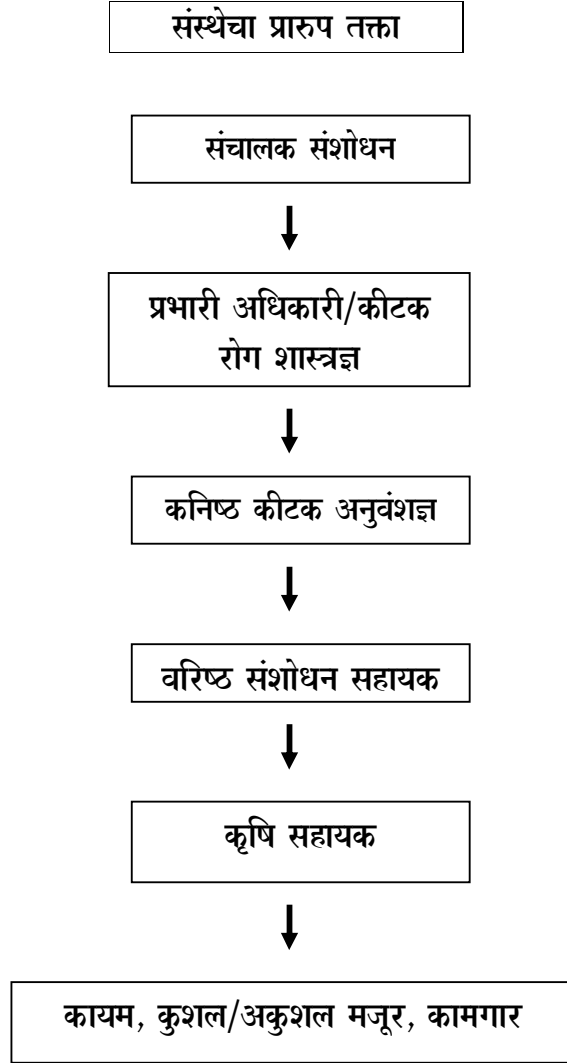 संस्थेचा प्रारुप तक्ता
संचालक संशोधन
प्रभारी अधिकारी/कीटक
रोग शास्त्रज्ञ
कनिष्ठ कीटक अनुवंशज्ञ
वरिष्ठ संशोधन सहायक
कृषि सहायक
कायम, कुशल/अकुशल मजूर, कामगार